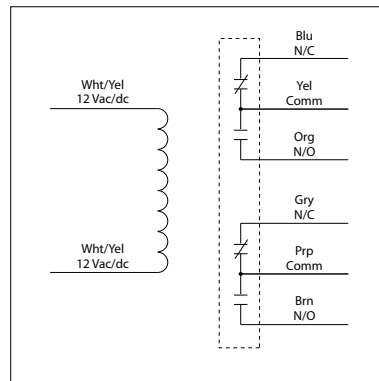 Wht/Yel
12 Vac/dc
Wht/Yel
12 Vac/dc
Blu
N/C
Yel
Comm
Org
N/O
Gry
N/C
Prp
Comm
Brn
N/O